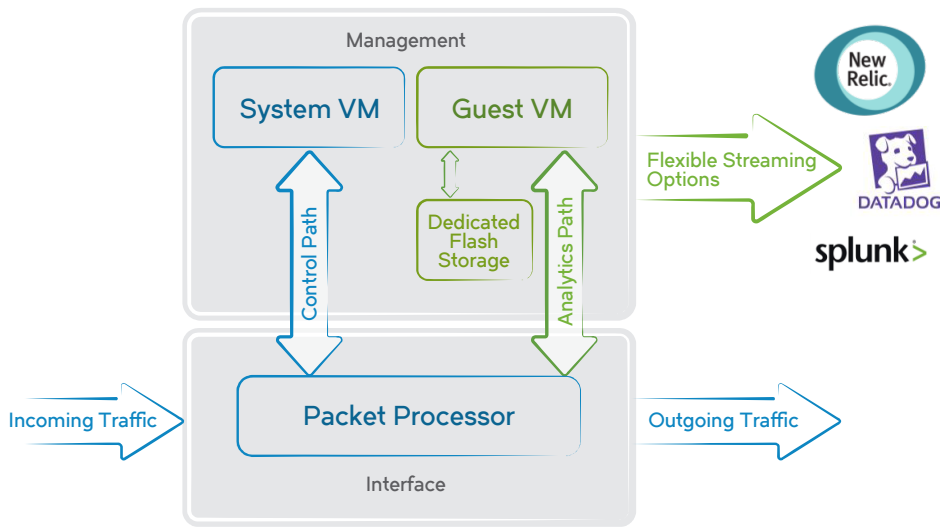 Management
System VM
Guest VM
New
Relic.
Flexible Streaming
Options
DATADOG
Dedicated
Flash
Storage
splunk>
Control Path
Analytics Path
Incoming Traffic
Packet Processor
Outgoing Traffic
Interface